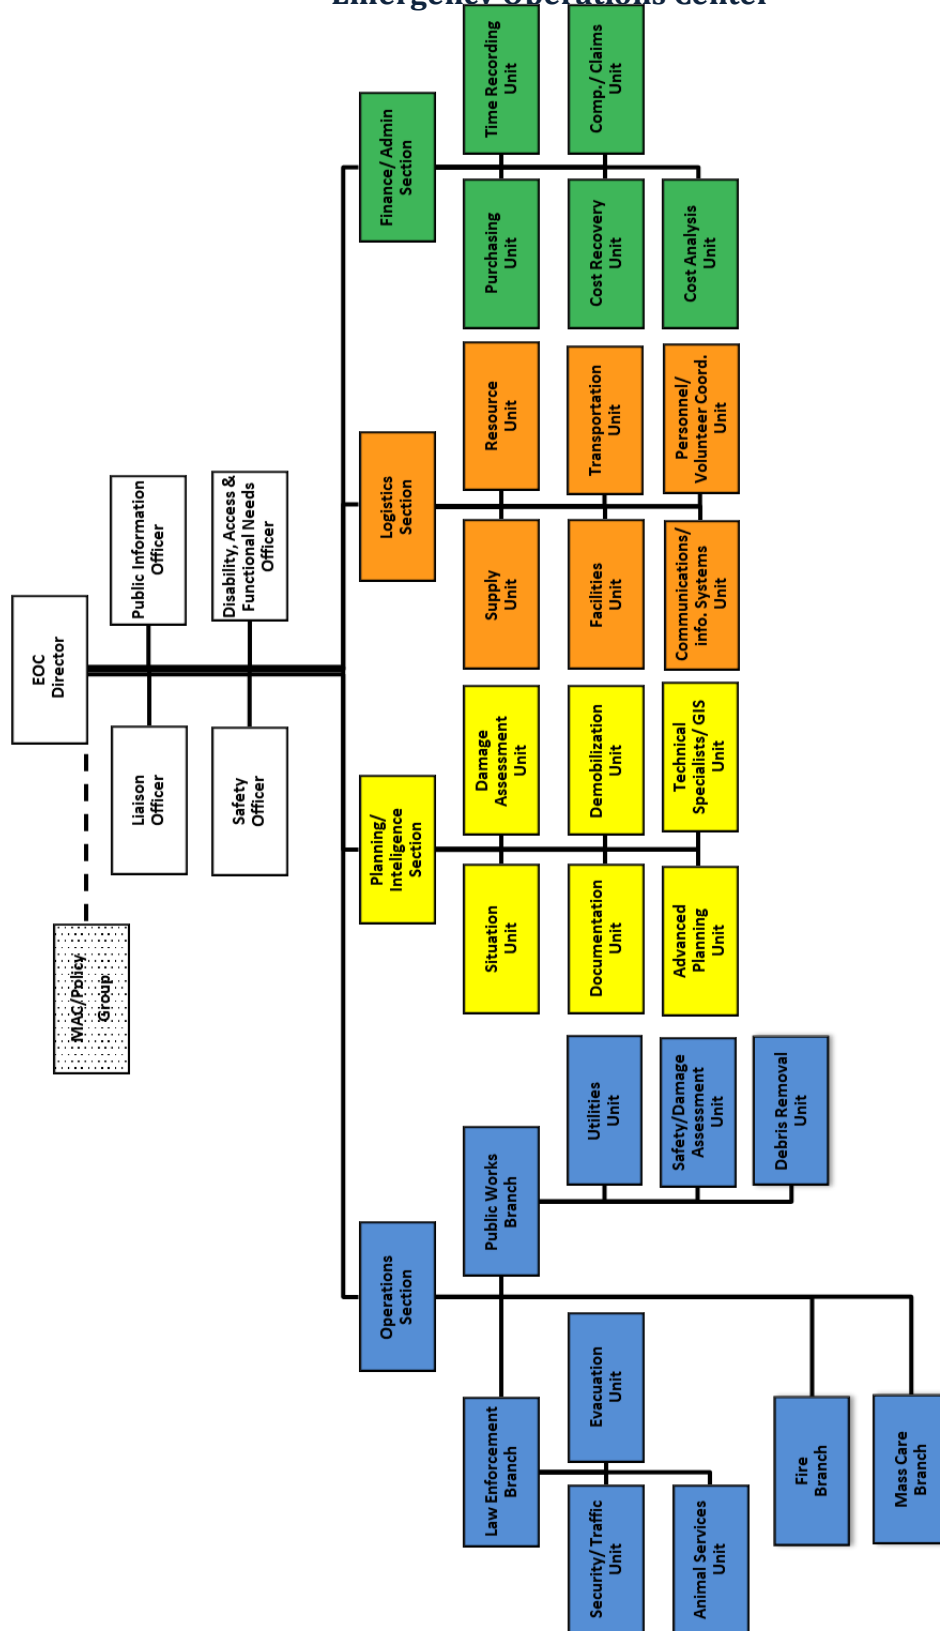 Emergency Operations Center
EOC
Director
MAC/Policy
Group
Liaison
Officer
Public Information
Officer
Safety
Officer
Disability, Access &
Functional Needs
Officer
Operations
Section
Planning/
Inteligence
Section
Logistics
Section
Finance/ Admin
Section
Law Enforcement
Branch
Public Works
Branch
Security/ Traffic
Unit
Evacuation
Unit
Animal Services
Unit
Utilities
Unit
Safety/Damage
Assessment
Unit
Debris Removal
Unit
Fire
Branch
Mass Care
Branch
Situation
Unit
Damage
Assessment
Unit
Documentation
Unit
Demobilization
Unit
Advanced
Planning
Unit
Technical
Specialists/ GIS
Unit
Supply
Unit
Resource
Unit
Facilities
Unit
Transportation
Unit
Communications/
info. Systems
Unit
Personnel/
Volunteer Coord.
Unit
Purchasing
Unit
Time Recording
Unit
Cost Recovery
Unit
Comp./ Claims
Unit
Cost Analysis
Unit